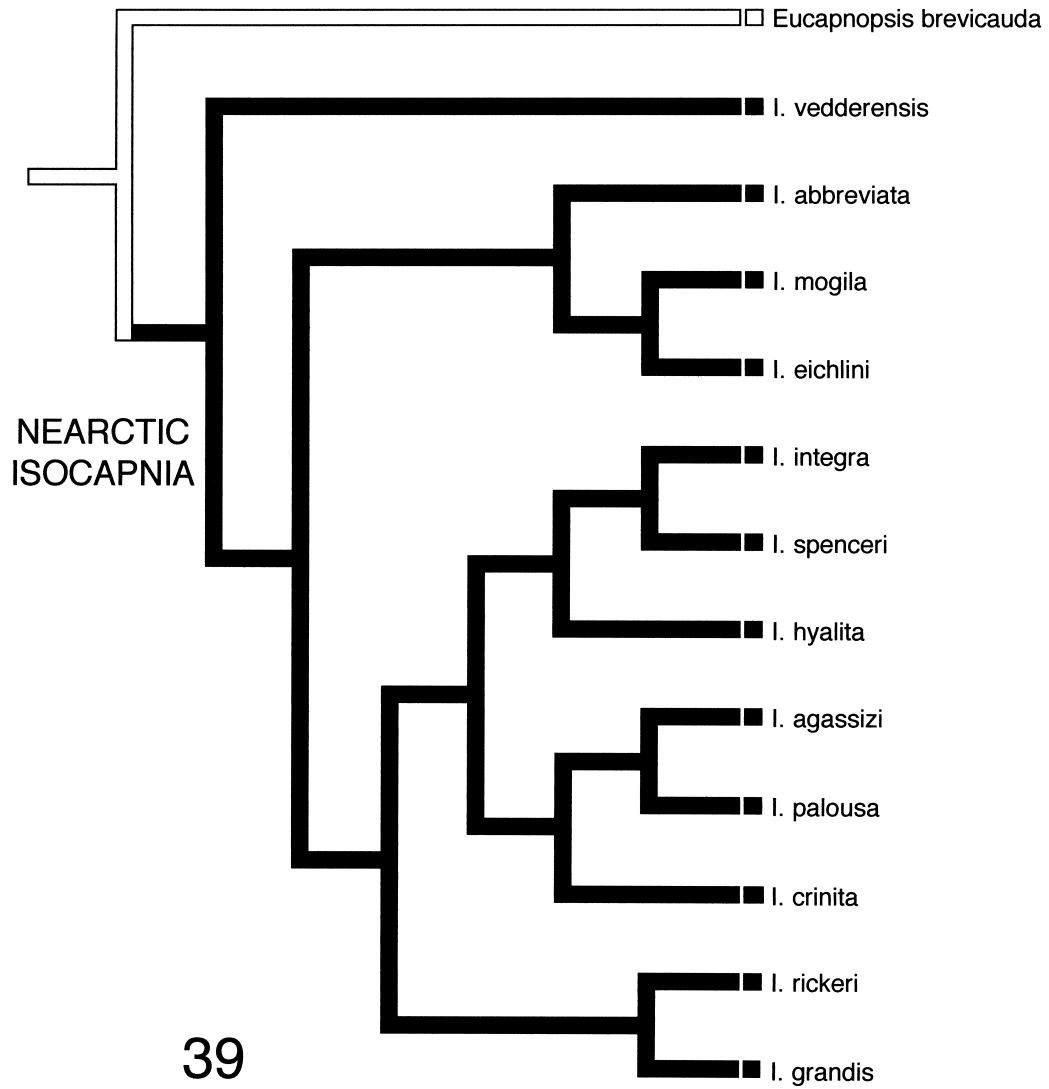 Eucapnopsis brevicauda
I. vedderensis
I. abbreviata
I. mogila
I. eichlini
NEARCTIC
ISOCAPNIA
I. integra
I. spenceri
I. hyalita
I. agassizi
I. palousa
I. crinita
I. rickeri
39
I. grandis